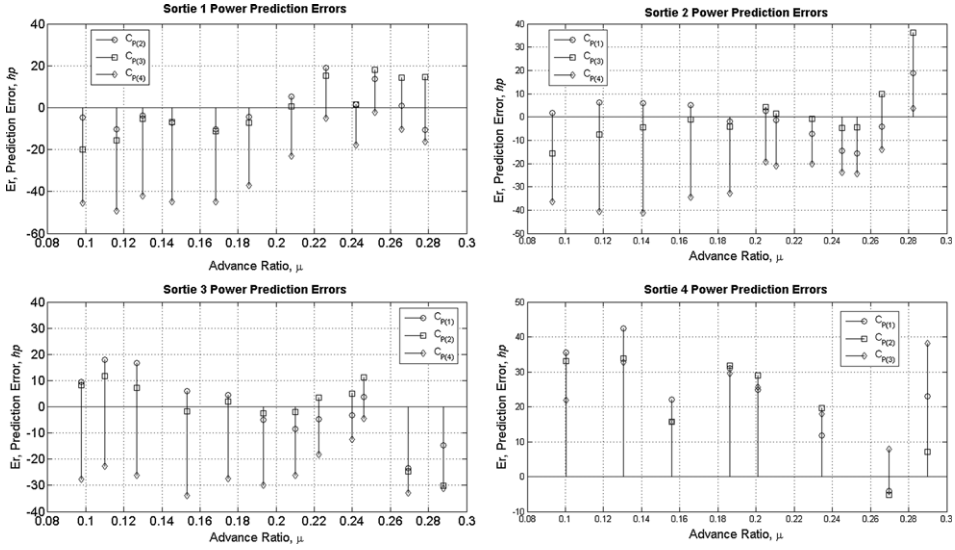 Sortie 1 Power Prediction Errors
Er, Prediction Error, hp
40
20
0
-20
-40
-60
C_P(2)
C_P(3)
C_P(4)
0.08 0.1 0.12 0.14 0.16 0.18 0.2 0.22 0.24 0.26 0.28 0.3
Advance Ratio, μ
Sortie 2 Power Prediction Errors
Er, Prediction Error, hp
40
30
20
10
0
-10
-20
-30
-40
-50
C_P(1)
C_P(3)
C_P(4)
0.08 0.1 0.12 0.14 0.16 0.18 0.2 0.22 0.24 0.26 0.28 0.3
Advance Ratio, μ
Sortie 3 Power Prediction Errors
Er, Prediction Error, hp
40
30
20
10
0
-10
-20
-30
-40
C_P(1)
C_P(2)
C_P(4)
0.08 0.1 0.12 0.14 0.16 0.18 0.2 0.22 0.24 0.26 0.28 0.3
Advance Ratio, μ
Sortie 4 Power Prediction Errors
Er, Prediction Error, hp
50
40
30
20
10
0
-10
C_P(1)
C_P(2)
C_P(3)
0.08 0.1 0.12 0.14 0.16 0.18 0.2 0.22 0.24 0.26 0.28 0.3
Advance Ratio, μ